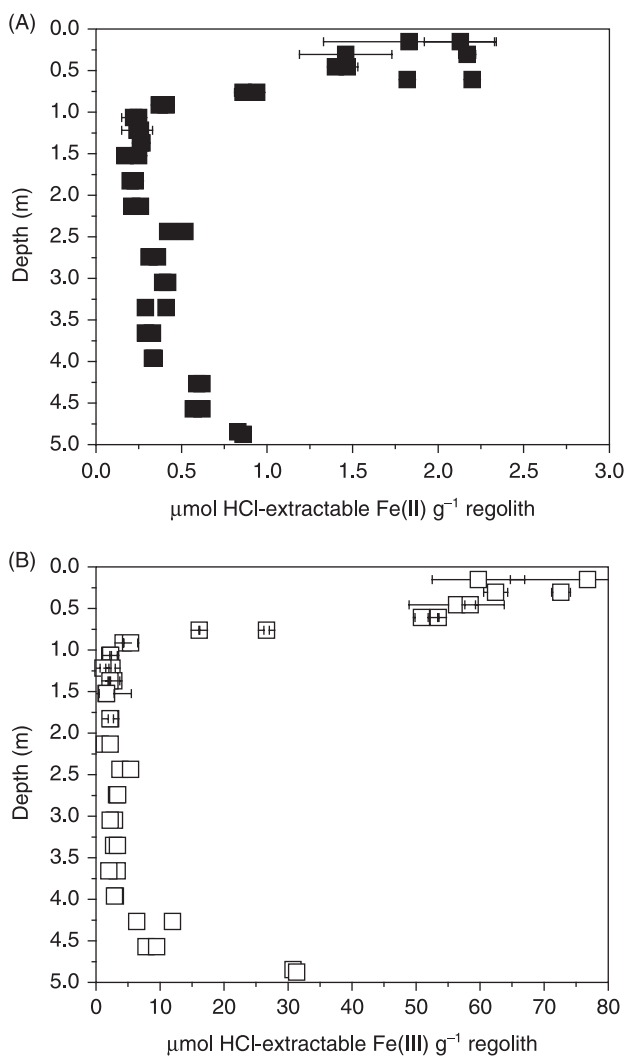 (A)
0.0
0.5
1.0
1.5
2.0
2.5
3.0
3.5
4.0
4.5
5.0
Depth (m)
0.0 0.5 1.0 1.5 2.0 2.5 3.0
μmol HCl-extractable Fe(II) g⁻¹ regolith
(B)
0.0
0.5
1.0
1.5
2.0
2.5
3.0
3.5
4.0
4.5
5.0
Depth (m)
0 10 20 30 40 50 60 70 80
μmol HCl-extractable Fe(III) g⁻¹ regolith